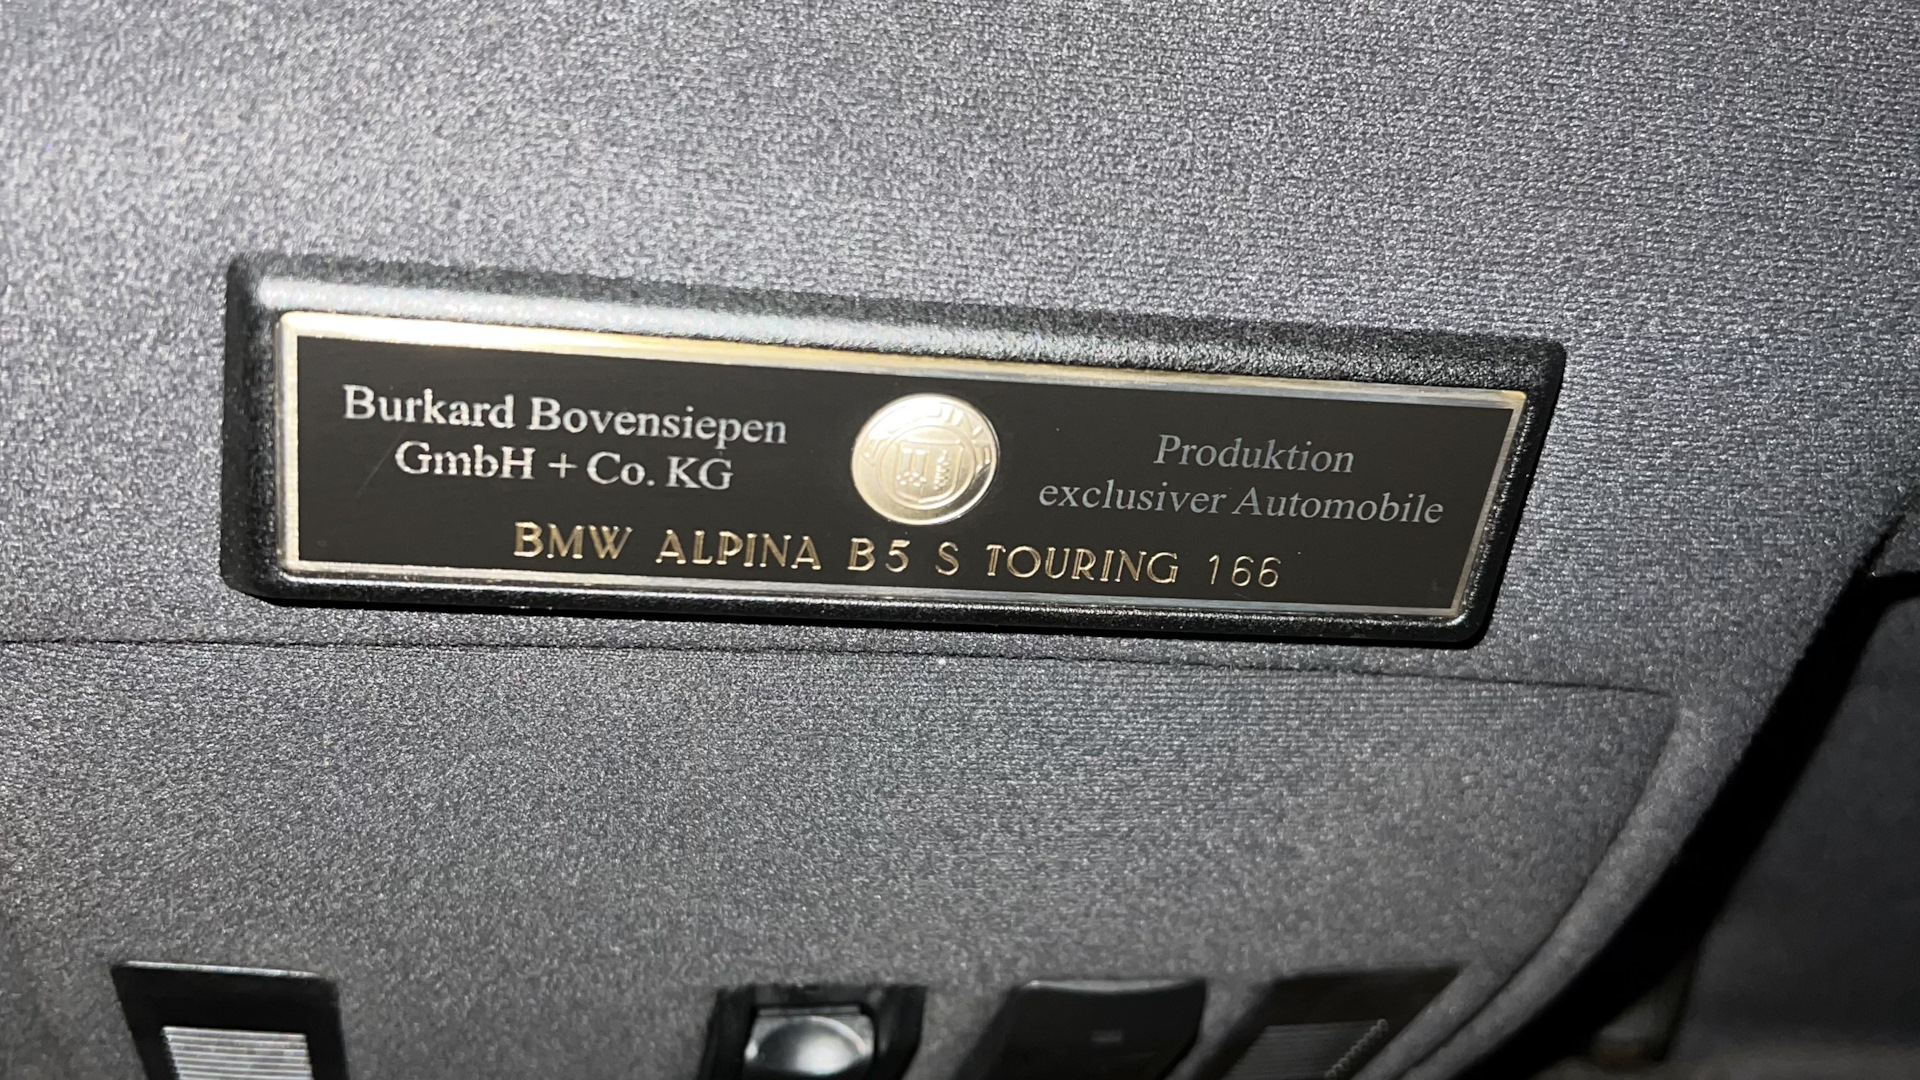 Burkard Bovensiepen
GmbH + Co. KG
Produktion
exclusiver Automobile
BMW ALPINA B5 S TOURING 166